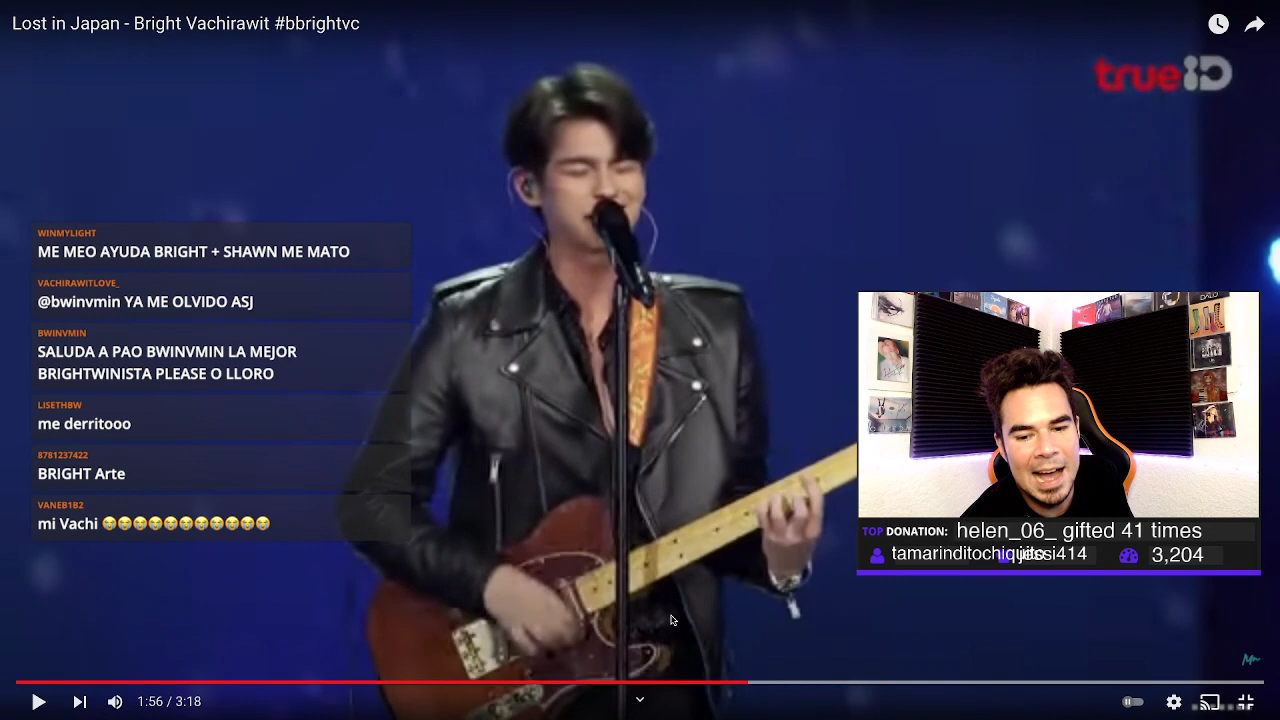 Lost in Japan - Bright Vachirawit #bbrightvc
trueID
WINMYLIGHT
ME MEO AYUDA BRIGHT + SHAWN ME MATO
VACHIRAWITLOVE_
@bwinvmin YA ME OLVIDO ASJ
BWINVMIN
SALUDA A PAO BWINVMIN LA MEJOR
BRIGHTWINISTA PLEASE O LLORO
LISETHBW
me derritooo
8781237422
BRIGHT Arte
VANEB1B2
mi Vachi 😭😭😭😭😭😭😭😭😭😭😭
DALÚ
TOP DONATION: helen_06_ gifted 41 times
tamarinditochiquito 3,204
1:56 / 3:18